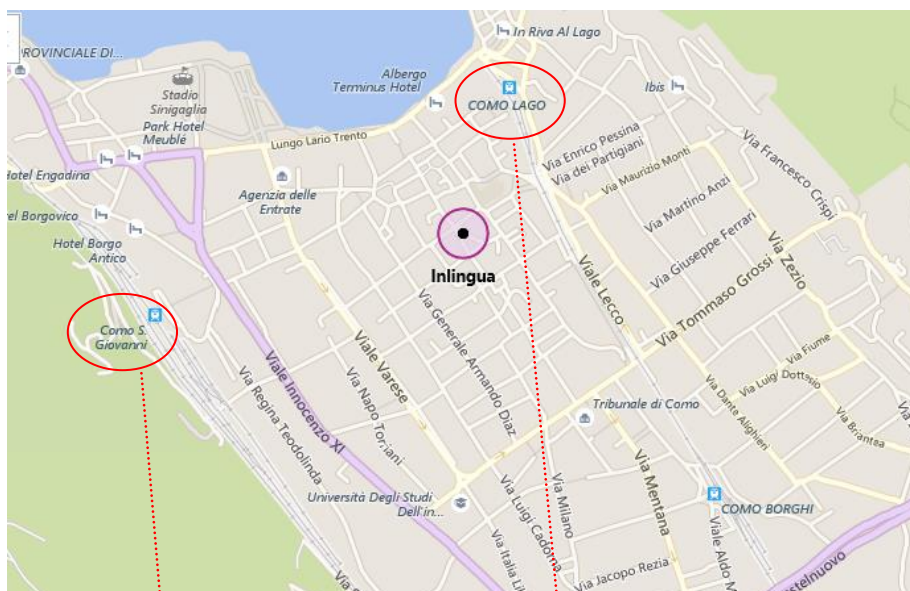 In Riva Al Lago
ROVINCIALE DI...
Stadio
Sinigaglia
Albergo
Terminus Hotel
COMO LAGO
Ibis
Park Hotel
Meublé
Lungo Lario Trento
Via Enrico Pessina
Via dei Partigiani
Via Maurizio Monti
Via Francesco Crispi
Hotel Engadina
Agenzia delle
Entrate
Via Martino Anzi
el Borgovico
Via Giuseppe Ferrari
Via Zezio
Hotel Borgo
Antico
Inlingua
Viale Lecco
Via Tommaso Grossi
Como S.
Giovanni
Via Generale Armando Diaz
Viale Varese
Viale Innocenzo XI
Via Fiume
Via Luigi Dottesio
Via Regina Teodolinda
Via Napo Torriani
Tribunale di Como
Via Dante Alighieri
Via Briantea
Università Degli Studi
Dell'in...
Via Milano
Via Mentana
COMO BORGHI
Via Luigi Cadorna
Viale Aldo M
Via Italia Li
Via Jacopo Rezia
stelnuovo